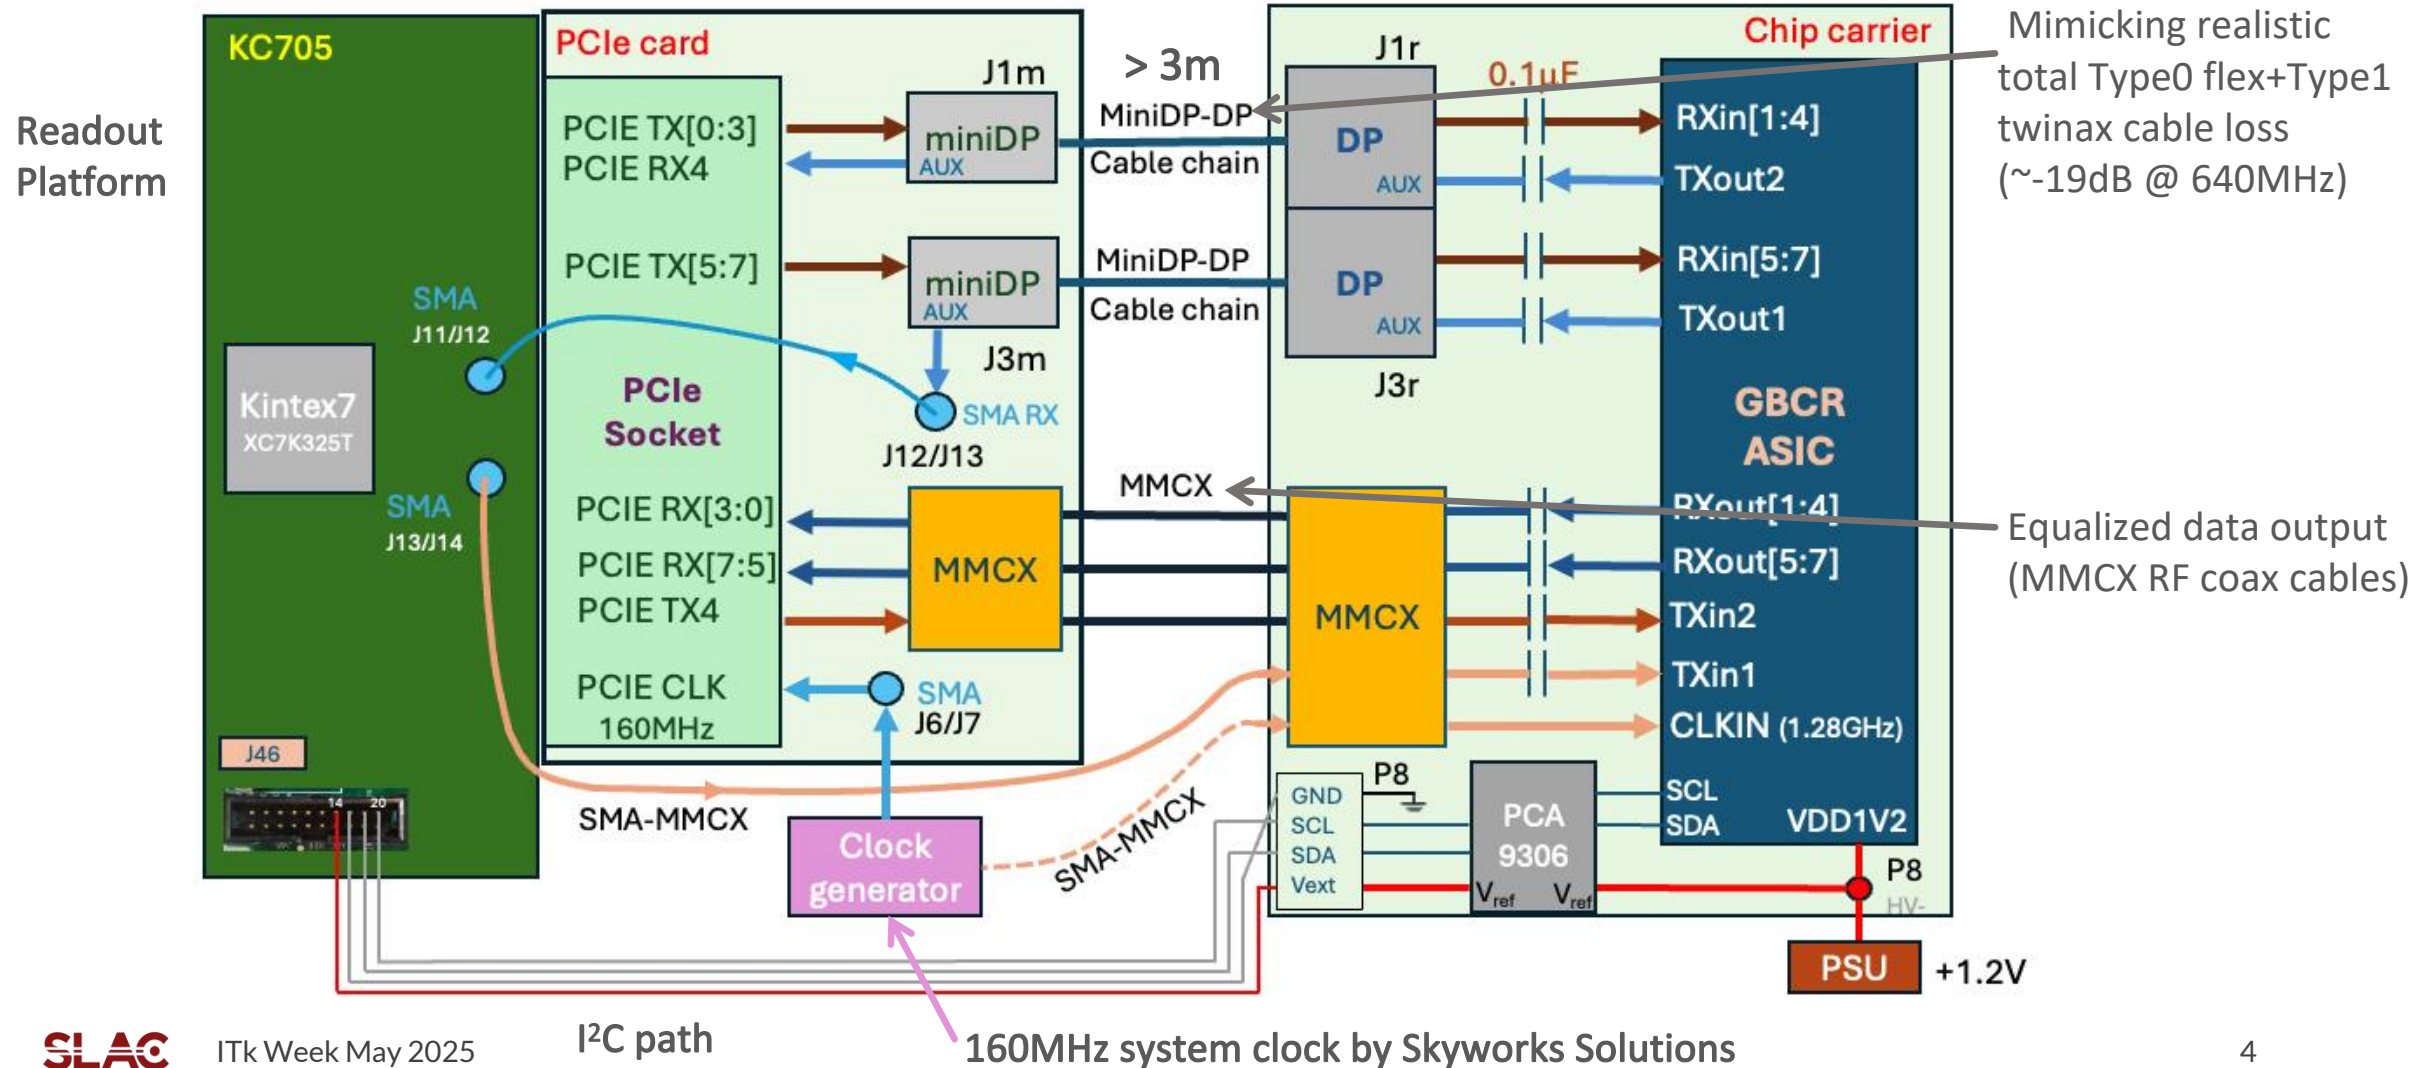 Readout
Platform
KC705
SMA
J11/J12
Kintex7
XC7K325T
SMA
J13/J14
J46
14
20
PCIe card
PCIE TX[0:3]
PCIE RX4
PCIE TX[5:7]
PCIe
Socket
PCIE RX[3:0]
PCIE RX[7:5]
PCIE TX4
PCIE CLK
160MHz
J1m
miniDP
AUX
miniDP
AUX
J3m
SMA RX
J12/J13
MMCX
SMA
J6/J7
> 3m
MiniDP-DP
Cable chain
MiniDP-DP
Cable chain
MMCX
SMA-MMCX
SMA-MMCX
Clock
generator
Chip carrier
J1r
DP
AUX
DP
AUX
J3r
0.1µF
MMCX
RXin[1:4]
TXout2
RXin[5:7]
TXout1
GBCR
ASIC
RXout[1:4]
RXout[5:7]
TXin2
TXin1
CLKIN (1.28GHz)
SCL
SDA
VDD1V2
GND
SCL
SDA
Vext
P8
PCA
9306
Vref
Vref
P8
HV-
PSU
+1.2V
Mimicking realistic
total Type0 flex+Type1
twinax cable loss
(~-19dB @ 640MHz)
Equalized data output
(MMCX RF coax cables)
SLAC
ITk Week May 2025
I²C path
160MHz system clock by Skyworks Solutions
4